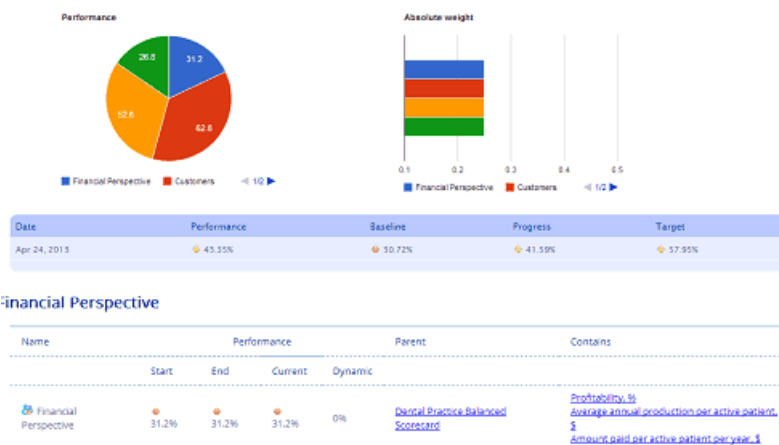 Performance
Absolute weight
26.8
31.2
52.6
62.8
0.1 0.2 0.3 0.4 0.5
Financial Perspective Customers 1/2
Financial Perspective Customers 1/2
Date Performance Baseline Progress Target
Apr 24, 2013 45.35% 30.72% 41.59% 57.95%
Financial Perspective
Name Performance Parent Contains
Start End Current Dynamic
Profitability, %
Financial Perspective 31.2% 31.2% 31.2% 0% Dental Practice Balanced Scorecard
Average annual production per active patient, $
Amount paid per active patient per year, $